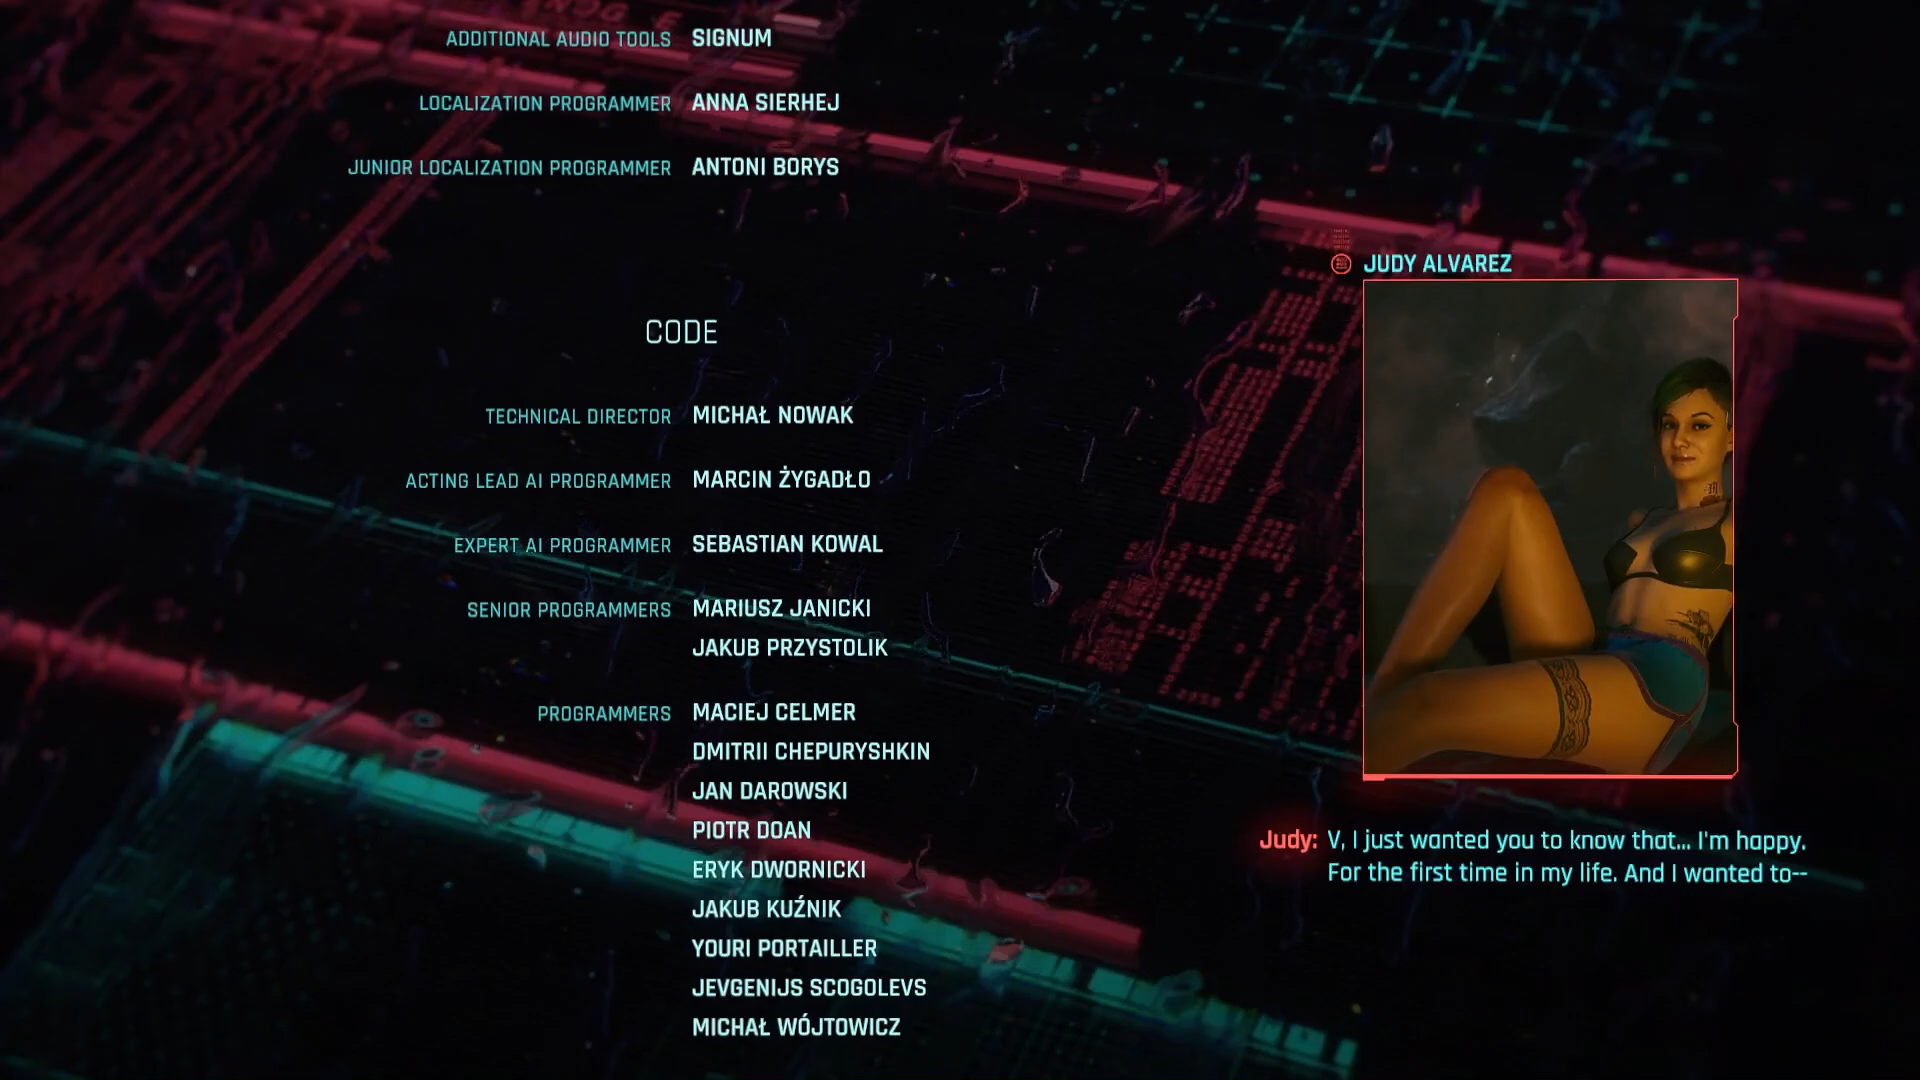 ADDITIONAL AUDIO TOOLS SIGNUM
LOCALIZATION PROGRAMMER ANNA SIERHEJ
JUNIOR LOCALIZATION PROGRAMMER ANTONI BORYS
CODE
TECHNICAL DIRECTOR MICHAŁ NOWAK
ACTING LEAD AI PROGRAMMER MARCIN ŻYGADŁO
EXPERT AI PROGRAMMER SEBASTIAN KOWAL
SENIOR PROGRAMMERS MARIUSZ JANICKI
JAKUB PRZYSTOLIK
PROGRAMMERS MACIEJ CELMER
DMITRII CHEPURYSHKIN
JAN DAROWSKI
PIOTR DOAN
ERYK DWORNICKI
JAKUB KUŹNIK
YOURI PORTAILLER
JEVGENIJS SCOGOLEVS
MICHAŁ WÓJTOWICZ
JUDY ALVAREZ
Judy: V, I just wanted you to know that... I'm happy.
For the first time in my life. And I wanted to--